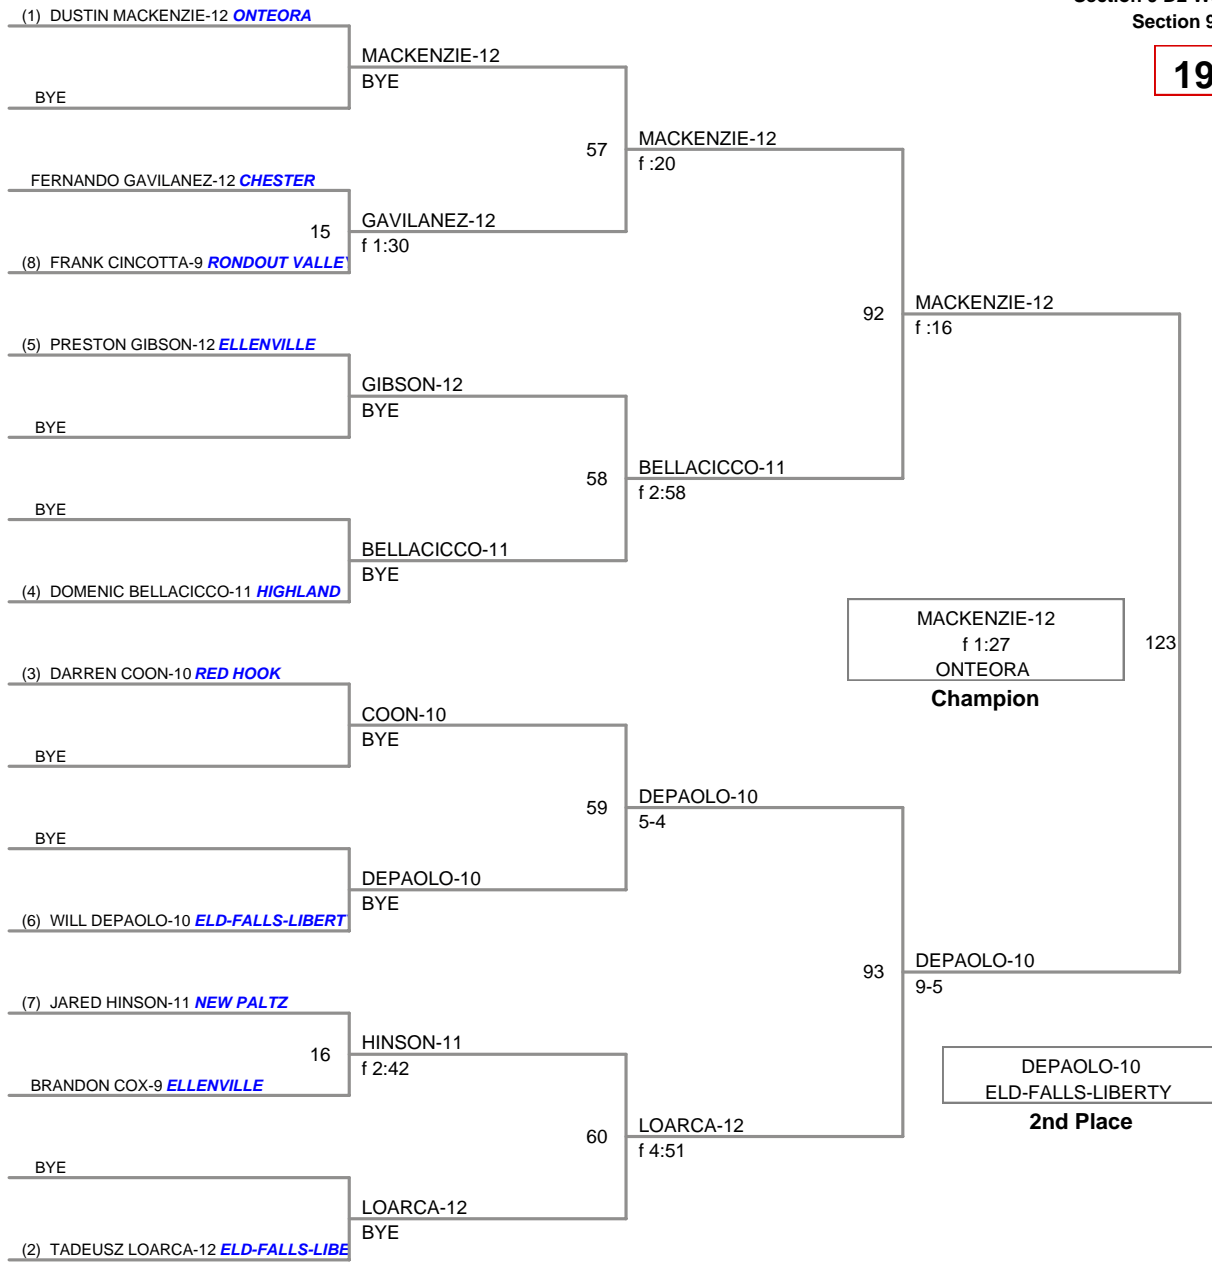 Section 9
19
(1) DUSTIN MACKENZIE-12 ONTEORA
MACKENZIE-12
BYE
BYE
57
MACKENZIE-12
f :20
FERNANDO GAVILANEZ-12 CHESTER
15
GAVILANEZ-12
f 1:30
(8) FRANK CINCOTTA-9 RONDOUT VALLEY
92
MACKENZIE-12
f :16
(5) PRESTON GIBSON-12 ELLENVILLE
GIBSON-12
BYE
BYE
58
BELLACICCO-11
f 2:58
BYE
BELLACICCO-11
BYE
(4) DOMENIC BELLACICCO-11 HIGHLAND
MACKENZIE-12
f 1:27
ONTEORA
Champion
123
(3) DARREN COON-10 RED HOOK
COON-10
BYE
BYE
59
DEPAOLO-10
5-4
BYE
DEPAOLO-10
BYE
(6) WILL DEPAOLO-10 ELD-FALLS-LIBERT
93
DEPAOLO-10
9-5
(7) JARED HINSON-11 NEW PALTZ
16
HINSON-11
f 2:42
BRANDON COX-9 ELLENVILLE
DEPAOLO-10
ELD-FALLS-LIBERTY
2nd Place
60
LOARCA-12
f 4:51
BYE
LOARCA-12
BYE
(2) TADEUSZ LOARCA-12 ELD-FALLS-LIBE